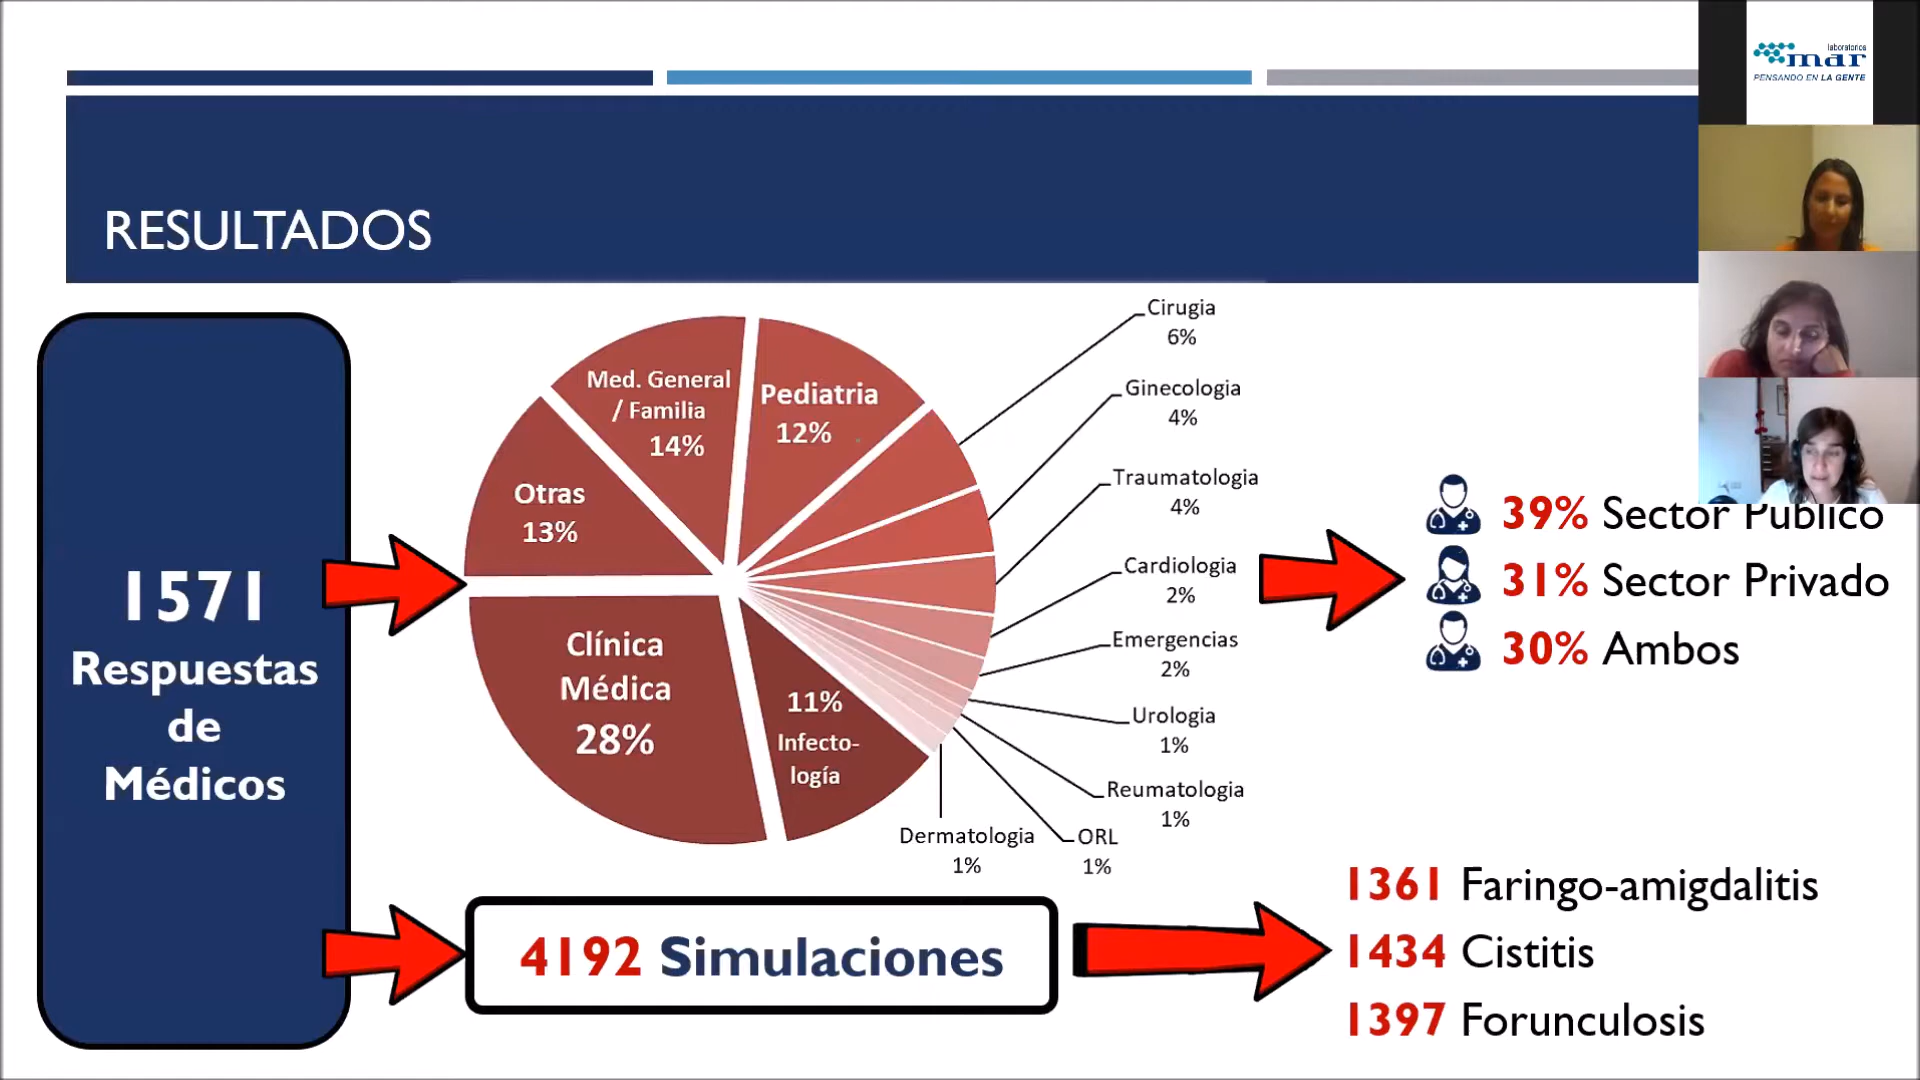 laboratorios
mar
PENSANDO EN LA GENTE
RESULTADOS
1571
Respuestas
de
Médicos
Med. General
/ Familia
14%
Pediatria
12%
Otras
13%
Clínica
Médica
28%
11%
Infecto-
logía
Cirugia
6%
Ginecologia
4%
Traumatologia
4%
Cardiologia
2%
Emergencias
2%
Urologia
1%
Reumatologia
1%
ORL
1%
Dermatologia
1%
39% Sector Público
31% Sector Privado
30% Ambos
4192 Simulaciones
1361 Faringo-amigdalitis
1434 Cistitis
1397 Forunculosis